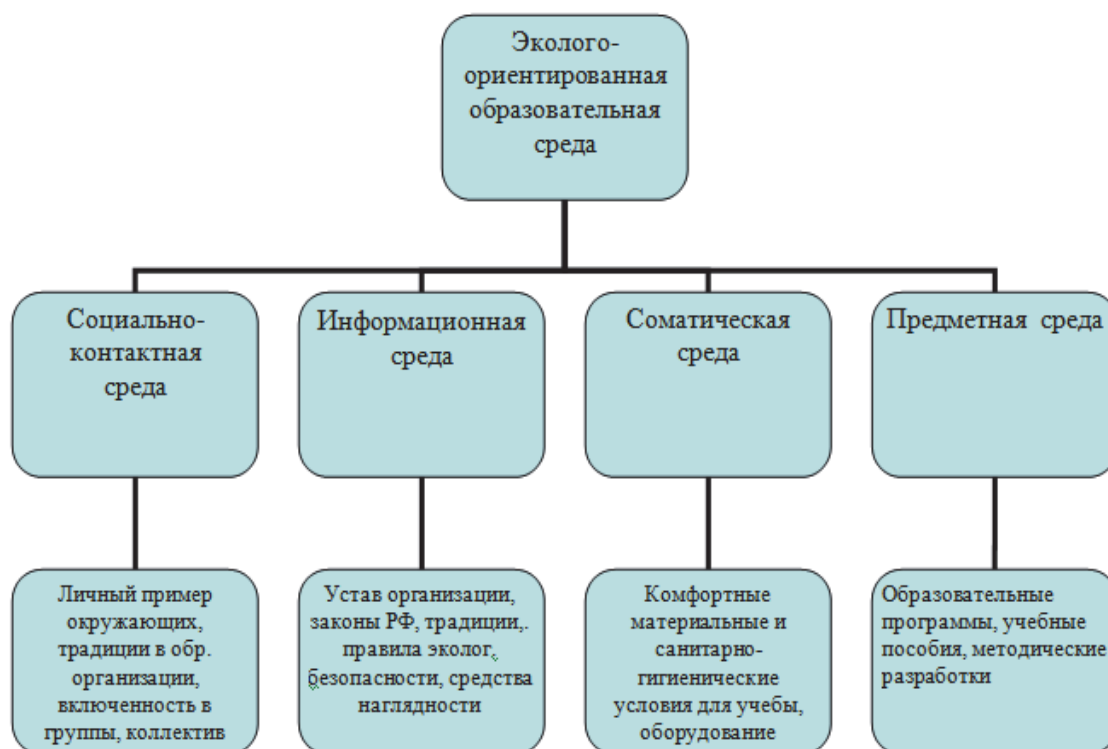 Эколого-
ориентированная
образовательная
среда
Социально-
контактная
среда
Информационная
среда
Соматическая
среда
Предметная среда
Личный пример
окружающих,
традиции в обр.
организации,
включенность в
группы, коллектив
Устав организации,
законы РФ, традиции,.
правила эколог,
безопасности, средства
наглядности
Комфортные
материальные и
санитарно-
гигиенические
условия для учебы,
оборудование
Образовательные
программы, учебные
пособия, методические
разработки